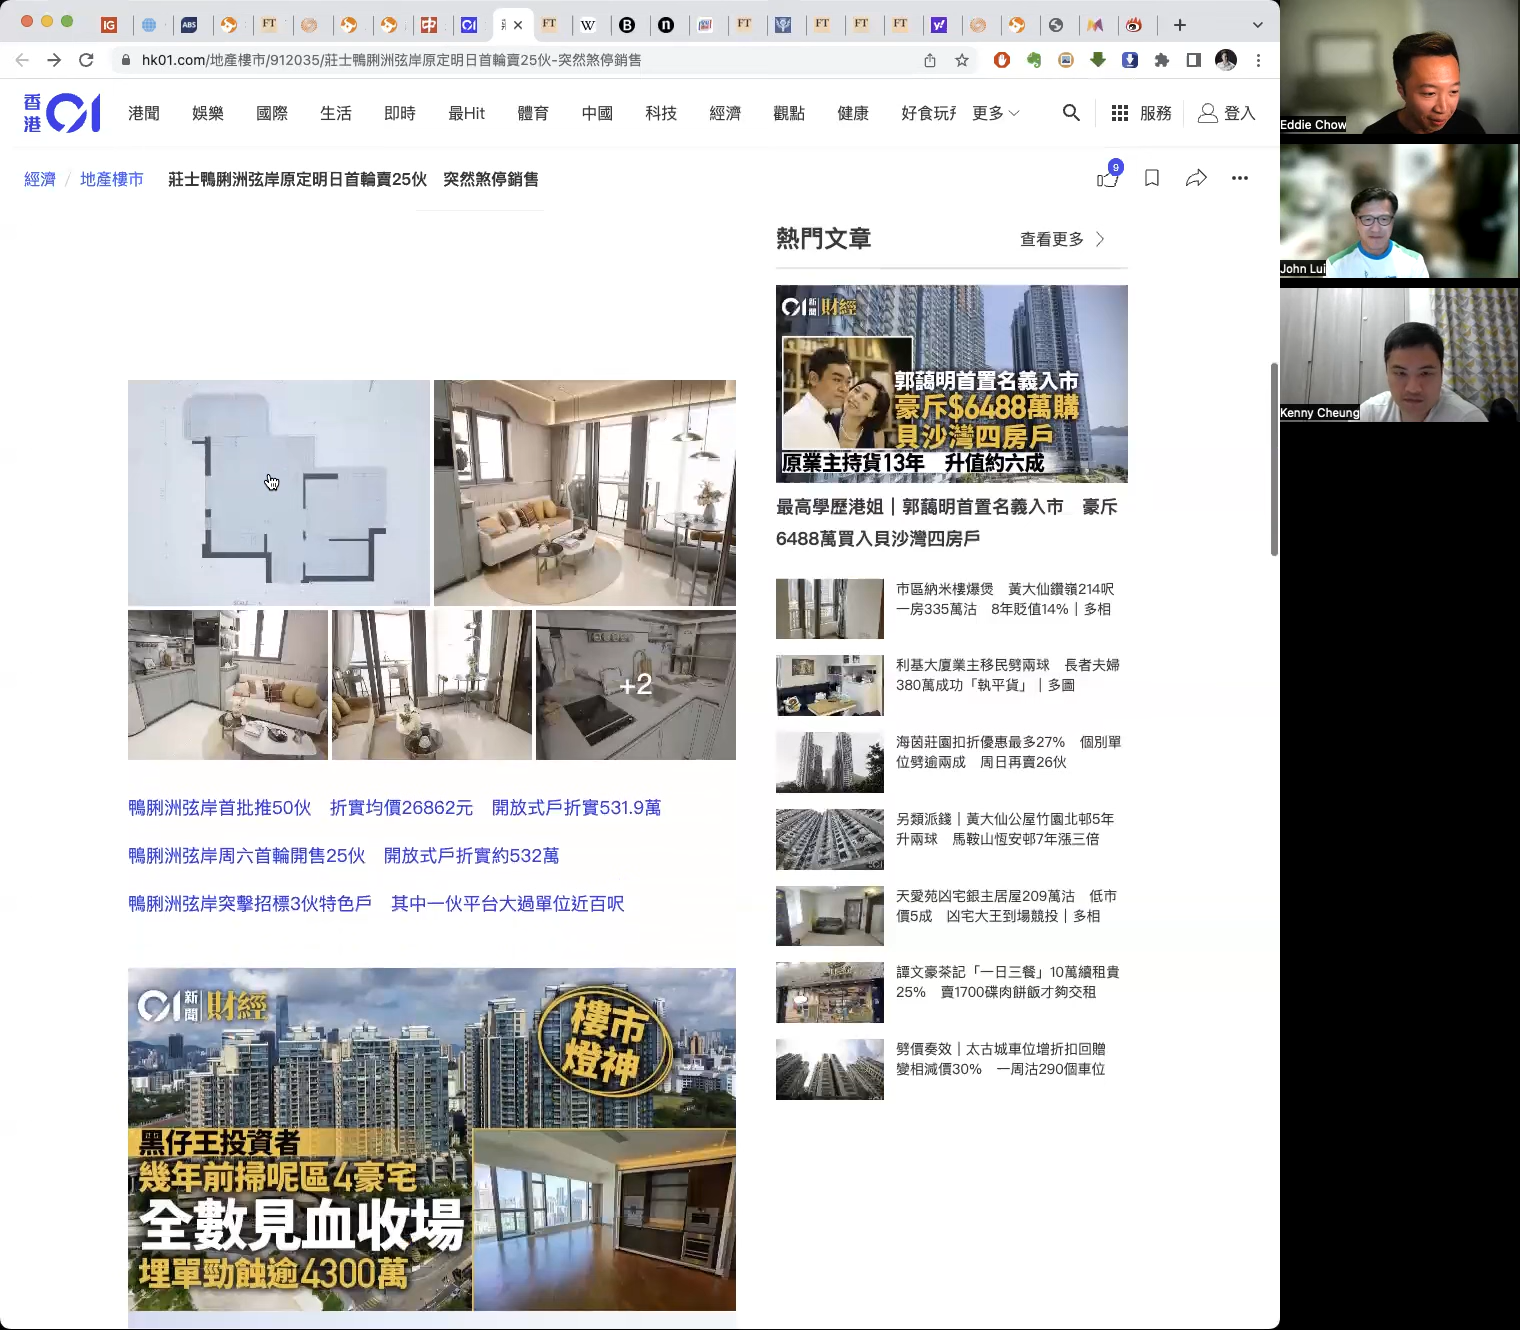 IG
ABS
FT
中
01
FT
W
B
n
FT
FT
FT
FT
y!
hk01.com/地產樓市/912035/莊士鴨脷洲弦岸原定明日首輪賣25伙-突然煞停銷售
香港01
港聞
娛樂
國際
生活
即時
最Hit
體育
中國
科技
經濟
觀點
健康
好食玩
更多
服務
登入
經濟 / 地產樓市 莊士鴨脷洲弦岸原定明日首輪賣25伙 突然煞停銷售
9
熱門文章
查看更多
01新聞 財經
郭藹明首置名義入市
豪斥$6488萬購
貝沙灣四房戶
原業主持貨13年 升值約六成
最高學歷港姐｜郭藹明首置名義入市 豪斥
6488萬買入貝沙灣四房戶
市區納米樓爆煲 黃大仙鑽嶺214呎
一房335萬沽 8年貶值14%｜多相
利基大廈業主移民劈兩球 長者夫婦
380萬成功「執平貨」｜多圖
海茵莊園扣折優惠最多27% 個別單
位劈逾兩成 周日再賣26伙
另類派錢｜黃大仙公屋竹園北邨5年
升兩球 馬鞍山恆安邨7年漲三倍
天愛苑凶宅銀主居屋209萬沽 低市
價5成 凶宅大王到場競投｜多相
譚文豪茶記「一日三餐」10萬續租貴
25% 賣1700碟肉餅飯才夠交租
劈價奏效｜太古城車位增折扣回贈
變相減價30% 一周沽290個車位
+2
鴨脷洲弦岸首批推50伙 折實均價26862元 開放式戶折實531.9萬
鴨脷洲弦岸周六首輪開售25伙 開放式戶折實約532萬
鴨脷洲弦岸突擊招標3伙特色戶 其中一伙平台大過單位近百呎
01新聞 財經
樓市
燈神
黑仔王投資者
幾年前掃呢區4豪宅
全數見血收場
埋單勁蝕逾4300萬
Eddie Chow
John Lui
Kenny Cheung